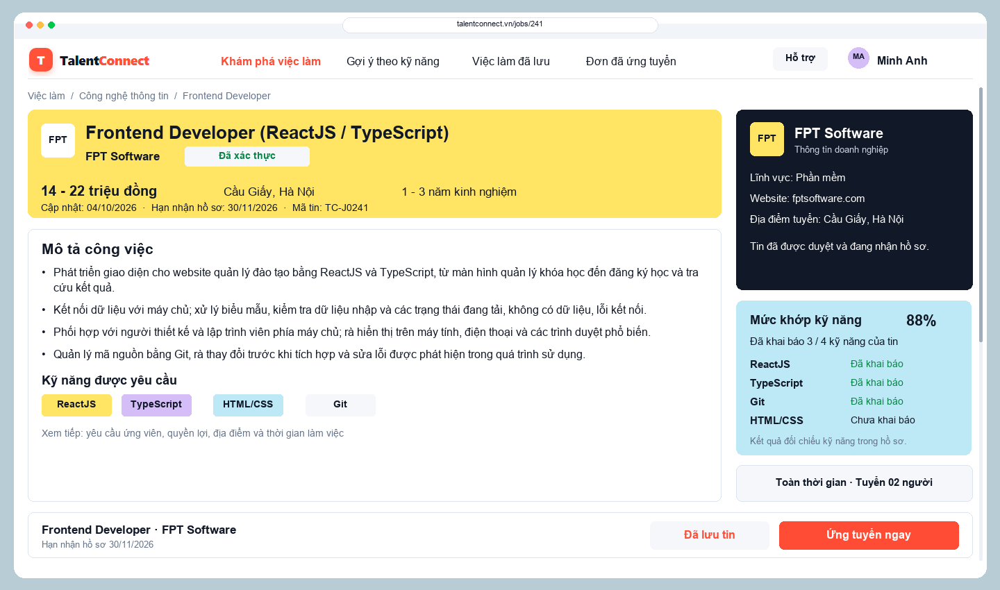 talentconnect.vn/jobs/241
T TalentConnect
Khám phá việc làm
Gợi ý theo kỹ năng
Việc làm đã lưu
Đơn đã ứng tuyển
Hỗ trợ
MA
Minh Anh
Việc làm / Công nghệ thông tin / Frontend Developer
FPT
Frontend Developer (ReactJS / TypeScript)
FPT Software
Đã xác thực
14 - 22 triệu đồng
Cầu Giấy, Hà Nội
1 - 3 năm kinh nghiệm
Cập nhật: 04/10/2026 · Hạn nhận hồ sơ: 30/11/2026 · Mã tin: TC-J0241
Mô tả công việc
• Phát triển giao diện cho website quản lý đào tạo bằng ReactJS và TypeScript, từ màn hình quản lý khóa học đến đăng ký học và tra
cứu kết quả.
• Kết nối dữ liệu với máy chủ; xử lý biểu mẫu, kiểm tra dữ liệu nhập và các trạng thái đang tải, không có dữ liệu, lỗi kết nối.
• Phối hợp với người thiết kế và lập trình viên phía máy chủ; rà hiển thị trên máy tính, điện thoại và các trình duyệt phổ biến.
• Quản lý mã nguồn bằng Git, rà thay đổi trước khi tích hợp và sửa lỗi được phát hiện trong quá trình sử dụng.
Kỹ năng được yêu cầu
ReactJS
TypeScript
HTML/CSS
Git
Xem tiếp: yêu cầu ứng viên, quyền lợi, địa điểm và thời gian làm việc
FPT
FPT Software
Thông tin doanh nghiệp
Lĩnh vực: Phần mềm
Website: fptsoftware.com
Địa điểm tuyển: Cầu Giấy, Hà Nội
Tin đã được duyệt và đang nhận hồ sơ.
Mức khớp kỹ năng 88%
Đã khai báo 3 / 4 kỹ năng của tin
ReactJS Đã khai báo
TypeScript Đã khai báo
Git Đã khai báo
HTML/CSS Chưa khai báo
Kết quả đối chiếu kỹ năng trong hồ sơ.
Toàn thời gian · Tuyển 02 người
Frontend Developer · FPT Software
Hạn nhận hồ sơ 30/11/2026
Đã lưu tin
Ứng tuyển ngay